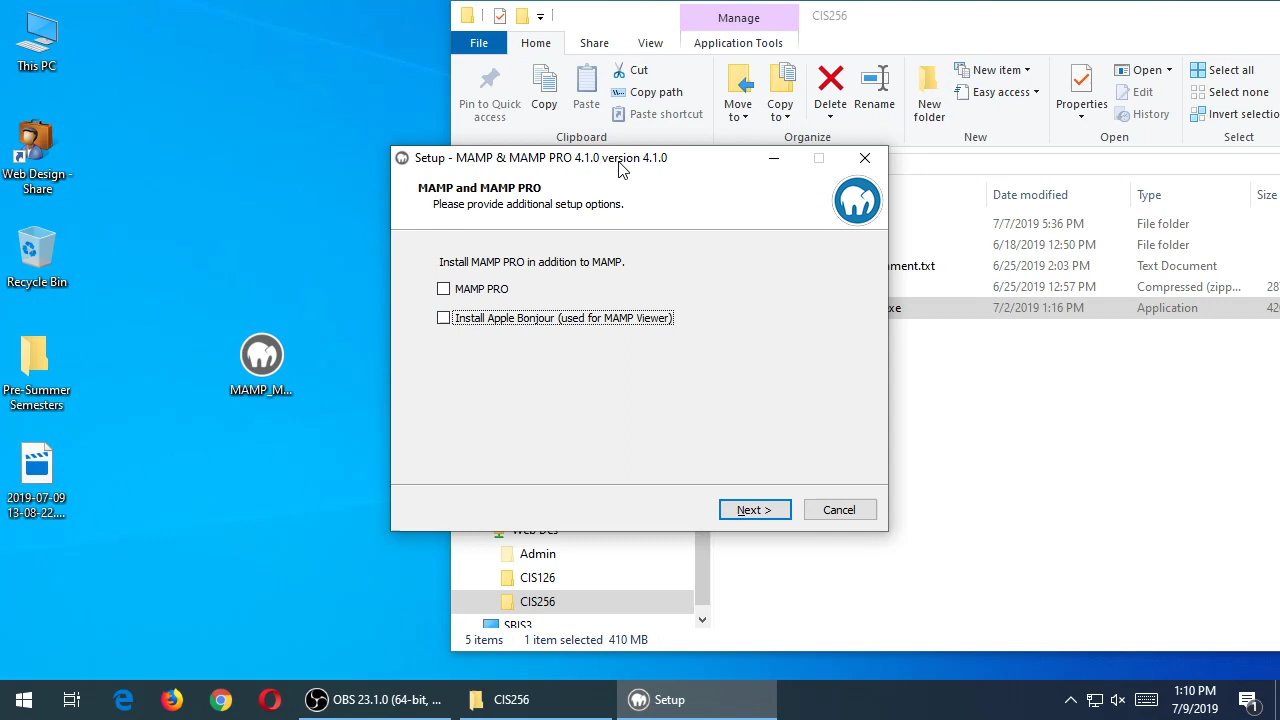 This PC
Web Design -
Share
Recycle Bin
Pre-Summer
Semesters
2019-07-09
13-08-22....
MAMP_M...
Manage
CIS256
File
Home
Share
View
Application Tools
Pin to Quick
access
Copy
Paste
Cut
Copy path
Paste shortcut
Clipboard
Move
to
Copy
to
Delete
Rename
Organize
New
folder
New item
Easy access
New
Properties
Open
Edit
History
Open
Select all
Select none
Invert selectio
Select
Setup - MAMP & MAMP PRO 4.1.0 version 4.1.0
MAMP and MAMP PRO
Please provide additional setup options.
Install MAMP PRO in addition to MAMP.
MAMP PRO
Install Apple Bonjour (used for MAMP Viewer)
Next >
Cancel
Date modified
Type
Size
7/7/2019 5:36 PM
File folder
6/18/2019 12:50 PM
File folder
ment.txt
6/25/2019 2:03 PM
Text Document
6/25/2019 12:57 PM
Compressed (zipp...
28
xe
7/2/2019 1:16 PM
Application
420
Web Des
Admin
CIS126
CIS256
SBIS3
5 items
1 item selected
410 MB
OBS 23.1.0 (64-bit, ...
CIS256
Setup
1:10 PM
7/9/2019
1